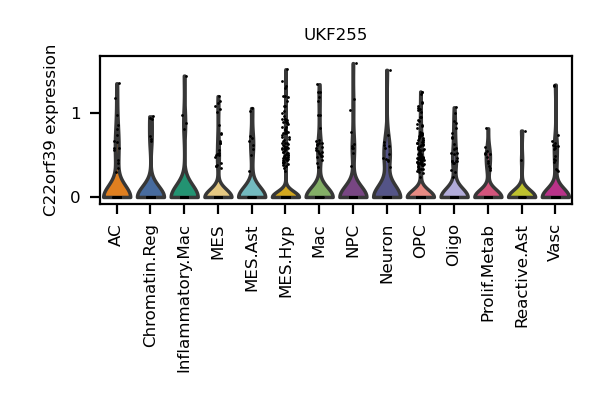 UKF255
C22orf39 expression
1
0
AC
Chromatin.Reg
Inflammatory.Mac
MES
MES.Ast
MES.Hyp
Mac
NPC
Neuron
OPC
Oligo
Prolif.Metab
Reactive.Ast
Vasc